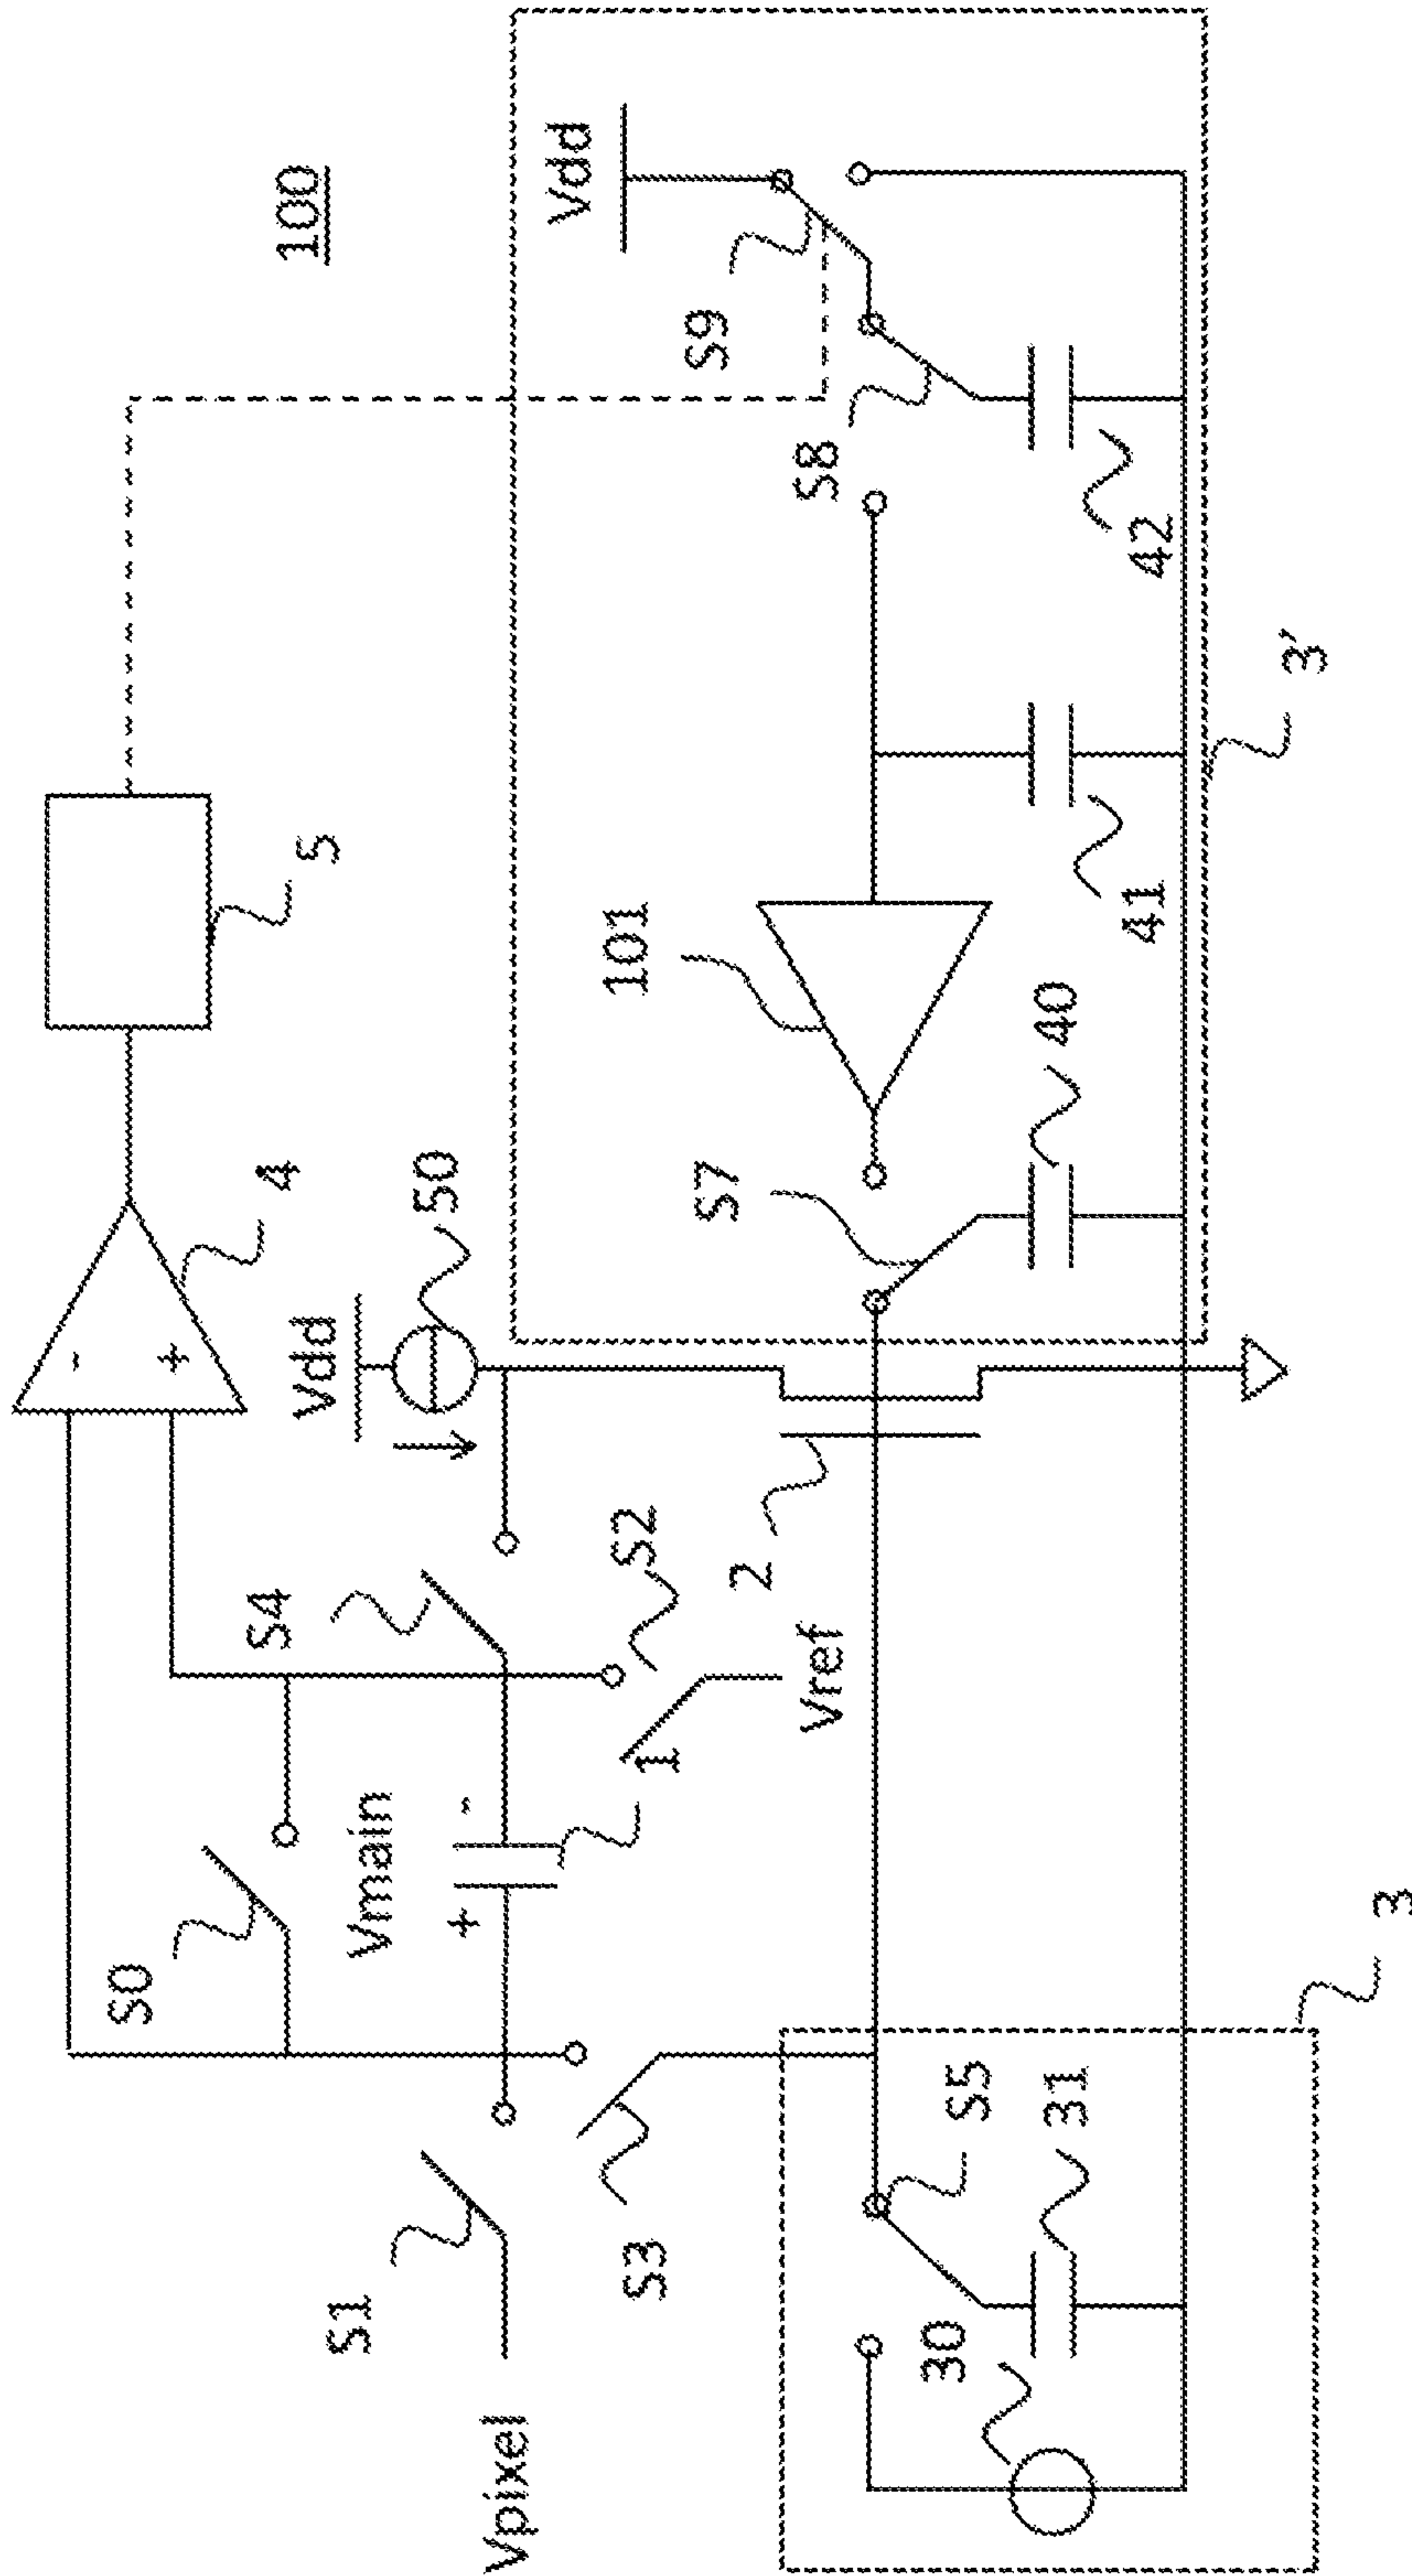 100
5
4
-
+
Vdd
50
S4
S0
Vmain
+
-
1
S2
Vref
2
S1
Vpixel
S3
3
S5
31
30
Vdd
S9
S8
42
41
101
40
S7
3'